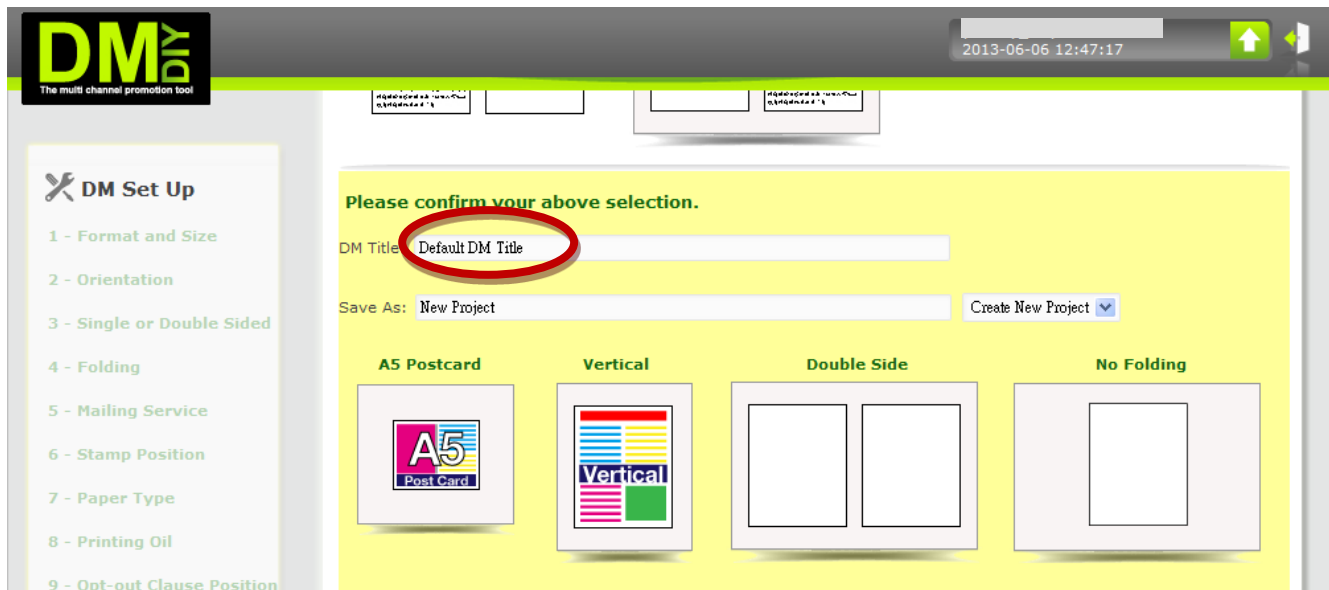 DM DIY
The multi channel promotion tool
2013-06-06 12:47:17
DM Set Up
1 - Format and Size
2 - Orientation
3 - Single or Double Sided
4 - Folding
5 - Mailing Service
6 - Stamp Position
7 - Paper Type
8 - Printing Oil
9 - Opt-out Clause Position
Please confirm your above selection.
DM Title Default DM Title
Save As: New Project Create New Project
A5 Postcard Vertical Double Side No Folding
A5
Post Card
Vertical